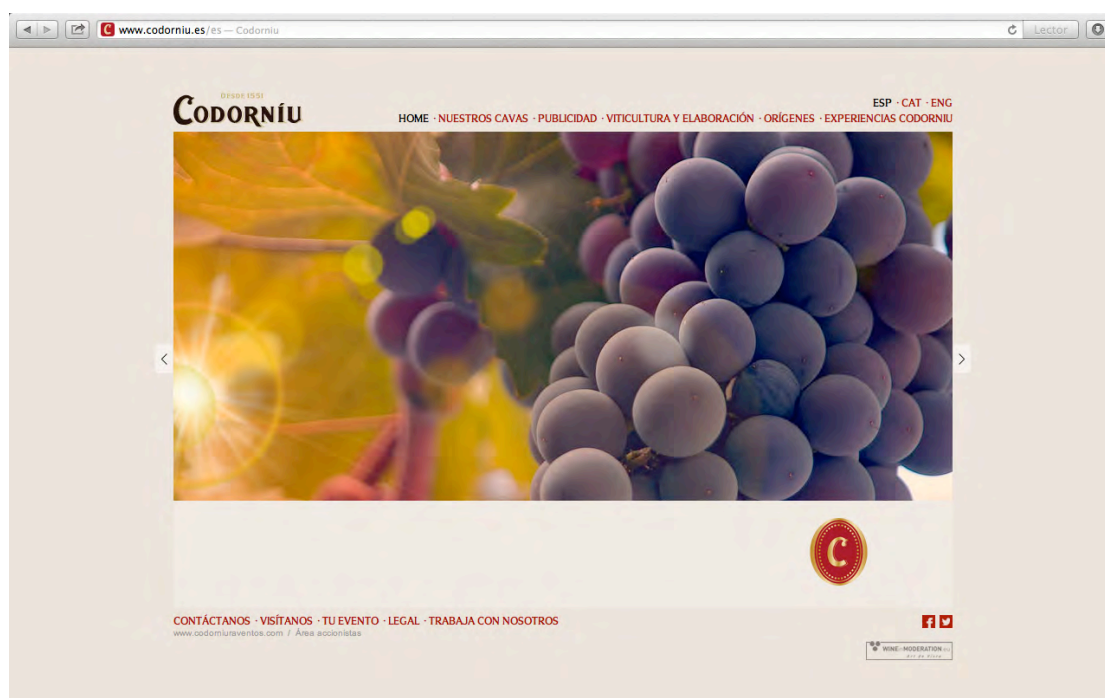 www.codorniu.es/es — Codorniu
Lector
DESDE 1551
CODORNÍU
ESP · CAT · ENG
HOME · NUESTROS CAVAS · PUBLICIDAD · VITICULTURA Y ELABORACIÓN · ORÍGENES · EXPERIENCIAS CODORNIU
C
CONTÁCTANOS · VISÍTANOS · TU EVENTO · LEGAL · TRABAJA CON NOSOTROS
www.codorniuraventos.com / Área accionistas
WINE in MODERATION